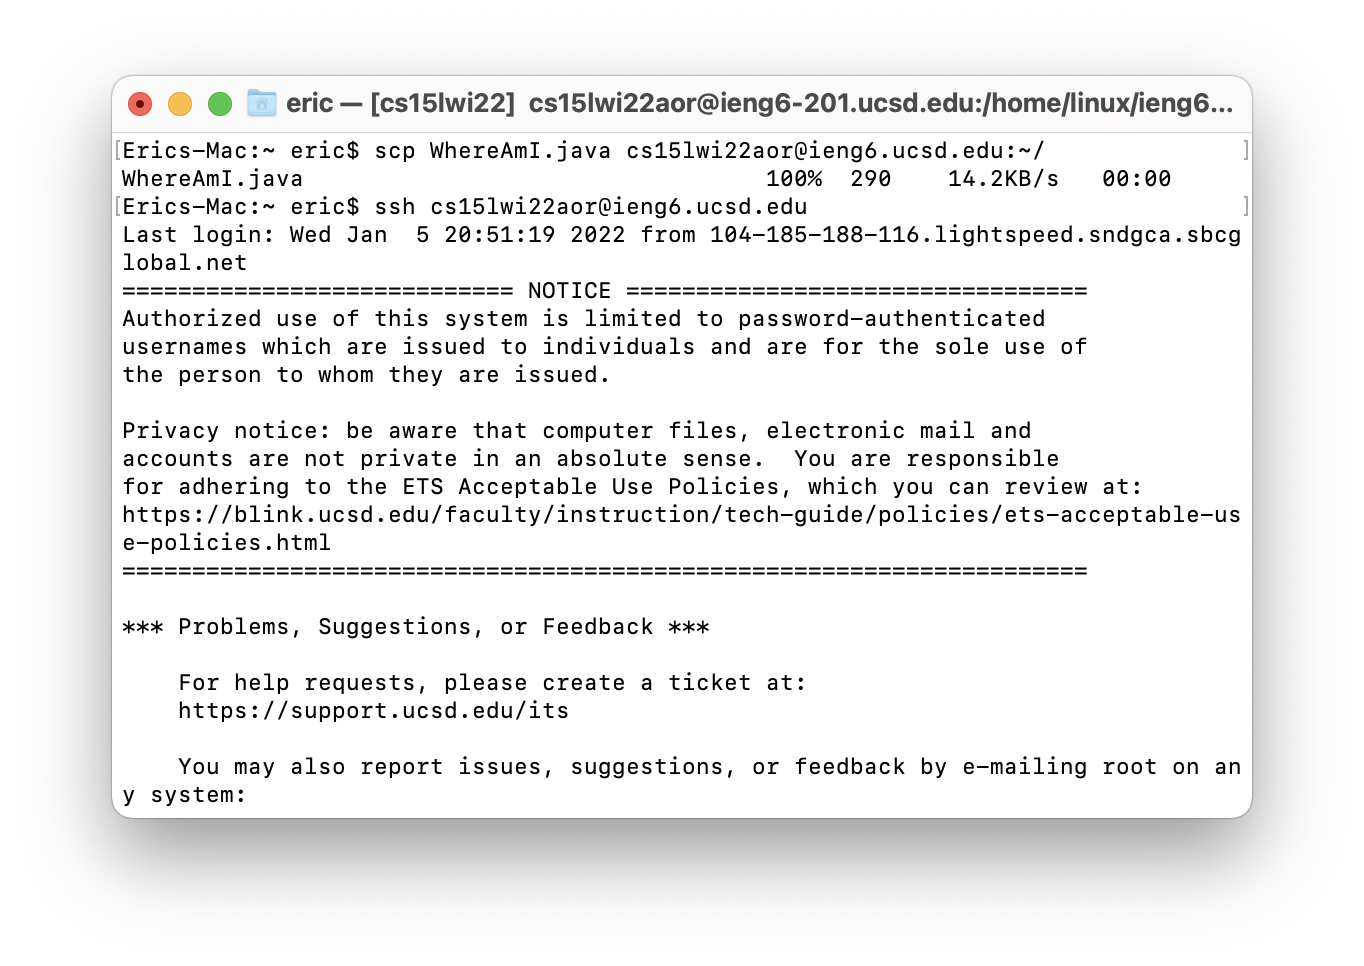 eric — [cs15lwi22] cs15lwi22aor@ieng6-201.ucsd.edu:/home/linux/ieng6...
[Erics-Mac:~ eric$ scp WhereAmI.java cs15lwi22aor@ieng6.ucsd.edu:~/ ]
WhereAmI.java 100% 290 14.2KB/s 00:00
[Erics-Mac:~ eric$ ssh cs15lwi22aor@ieng6.ucsd.edu ]
Last login: Wed Jan  5 20:51:19 2022 from 104-185-188-116.lightspeed.sndgca.sbcg
lobal.net
============================ NOTICE =================================
Authorized use of this system is limited to password-authenticated
usernames which are issued to individuals and are for the sole use of
the person to whom they are issued.

Privacy notice: be aware that computer files, electronic mail and
accounts are not private in an absolute sense.  You are responsible
for adhering to the ETS Acceptable Use Policies, which you can review at:
https://blink.ucsd.edu/faculty/instruction/tech-guide/policies/ets-acceptable-us
e-policies.html
=====================================================================

*** Problems, Suggestions, or Feedback ***

    For help requests, please create a ticket at:
    https://support.ucsd.edu/its

    You may also report issues, suggestions, or feedback by e-mailing root on an
y system: